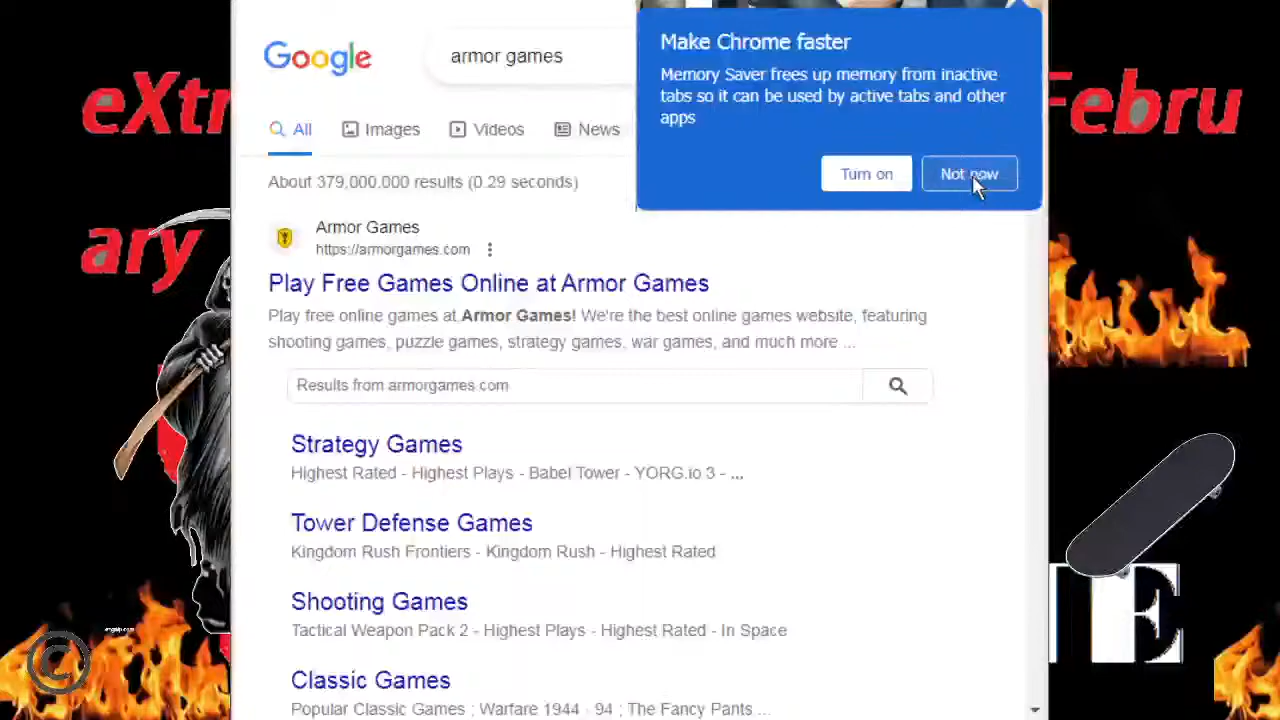 eXtr
Febru
ary
Google
armor games
Make Chrome faster
Memory Saver frees up memory from inactive
tabs so it can be used by active tabs and other
apps
Turn on
Not now
All
Images
Videos
News
About 379,000,000 results (0.29 seconds)
Armor Games
https://armorgames.com
Play Free Games Online at Armor Games
Play free online games at Armor Games! We're the best online games website, featuring
shooting games, puzzle games, strategy games, war games, and much more ...
Results from armorgames.com
Strategy Games
Highest Rated - Highest Plays - Babel Tower - YORG.io 3 - ...
Tower Defense Games
Kingdom Rush Frontiers - Kingdom Rush - Highest Rated
Shooting Games
Tactical Weapon Pack 2 - Highest Plays - Highest Rated - In Space
Classic Games
Popular Classic Games ; Warfare 1944 · 94 ; The Fancy Pants ...
E
©
imgflip.com